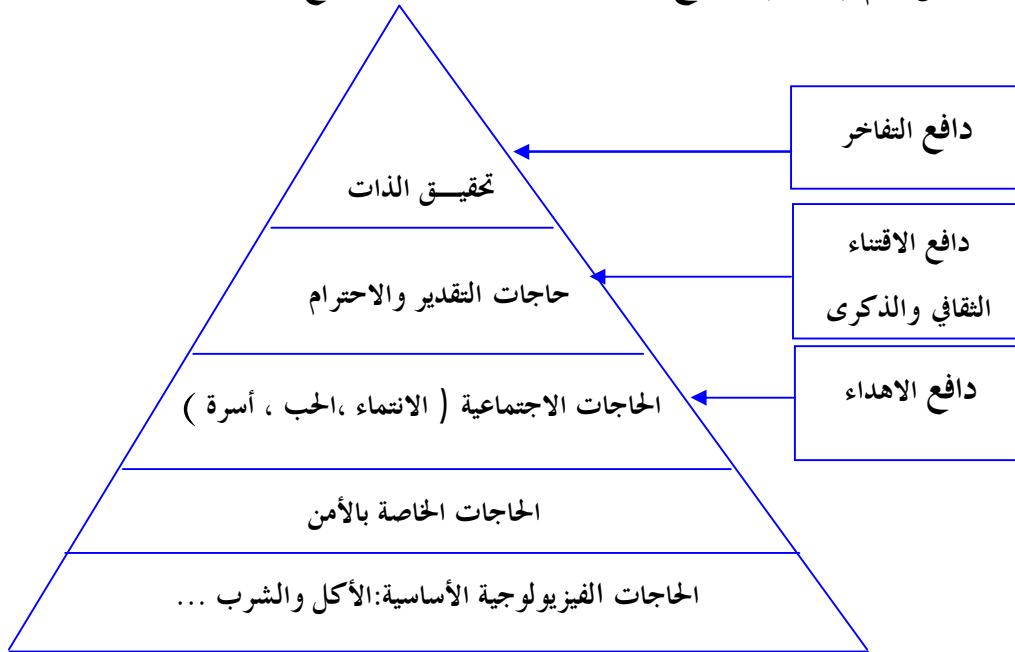 دافع التفاخر
تحقيــــق الذات
دافع الاقتناء
الثقافي والذكرى
حاجات التقدير والاحترام
دافع الاهداء
الحاجات الاجتماعية ( الانتماء ،الحب ، أسرة )
الحاجات الخاصة بالأمن
الحاجات الفيزيولوجية الأساسية:الأكل والشرب ...